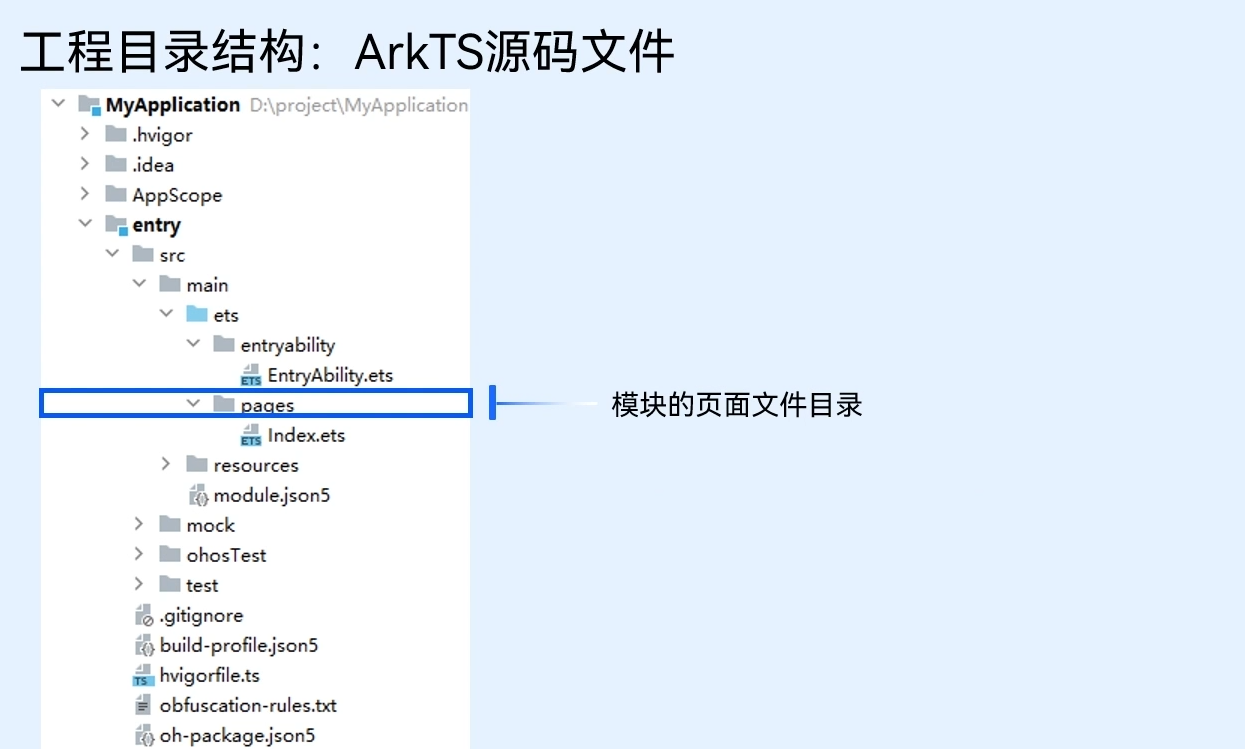 工程目录结构：ArkTS源码文件
MyApplication D:\project\MyApplication
.hvigor
.idea
AppScope
entry
src
main
ets
entryability
ETS EntryAbility.ets
pages
模块的页面文件目录
ETS Index.ets
resources
module.json5
mock
ohosTest
test
.gitignore
build-profile.json5
TS hvigorfile.ts
obfuscation-rules.txt
oh-package.json5